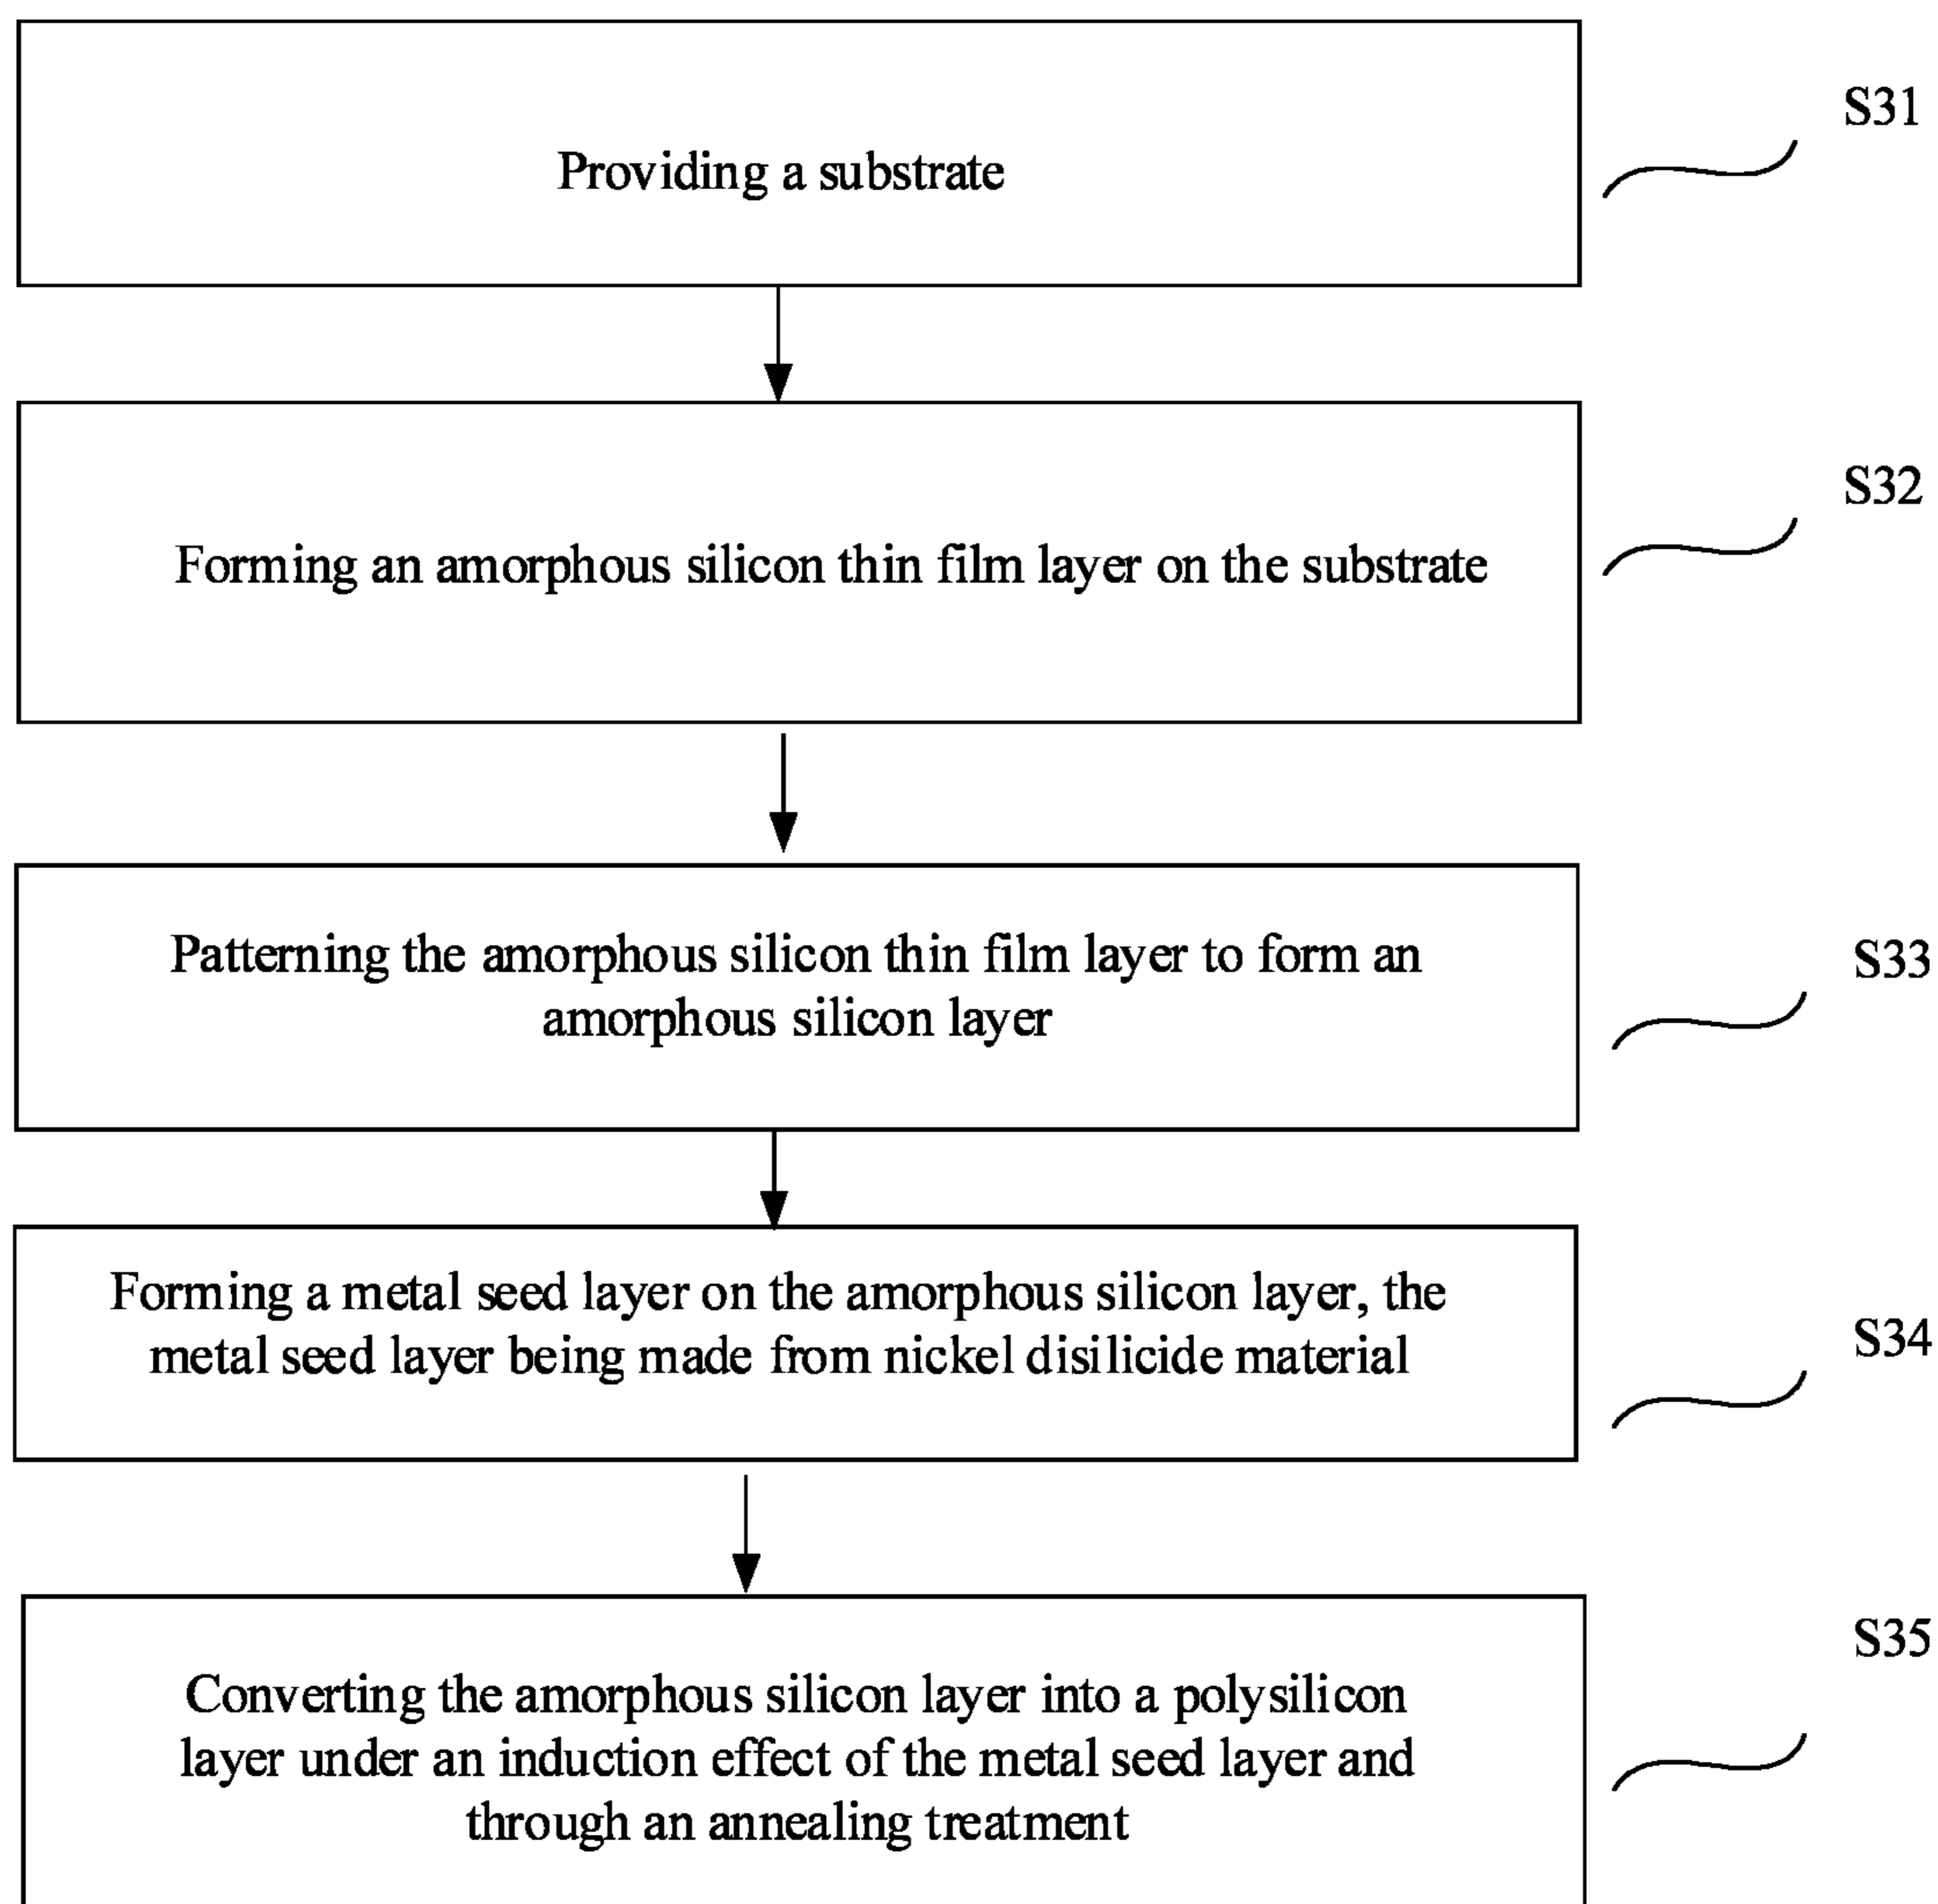 S31
Providing a substrate
S32
Forming an amorphous silicon thin film layer on the substrate
Patterning the amorphous silicon thin film layer to form an
amorphous silicon layer
S33
Forming a metal seed layer on the amorphous silicon layer, the
metal seed layer being made from nickel disilicide material
S34
S35
Converting the amorphous silicon layer into a polysilicon
layer under an induction effect of the metal seed layer and
through an annealing treatment